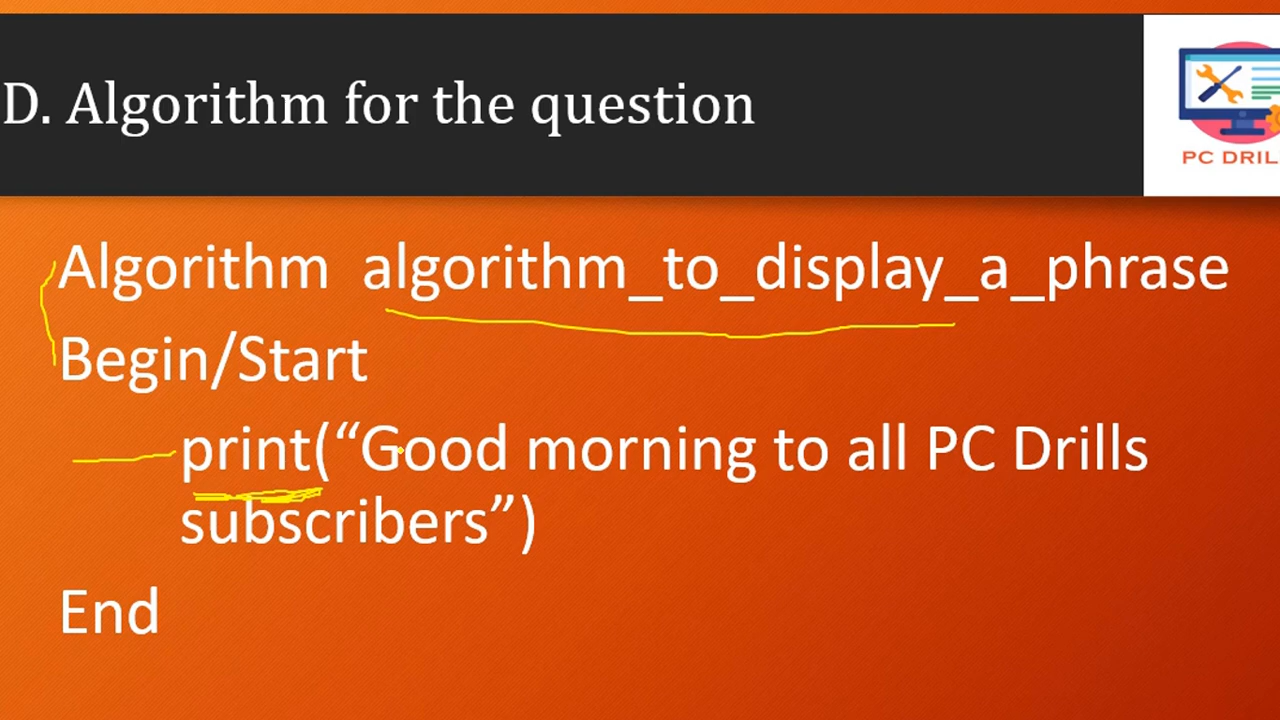 D. Algorithm for the question
PC DRIL
Algorithm algorithm_to_display_a_phrase
Begin/Start
print(“Good morning to all PC Drills
subscribers”)
End